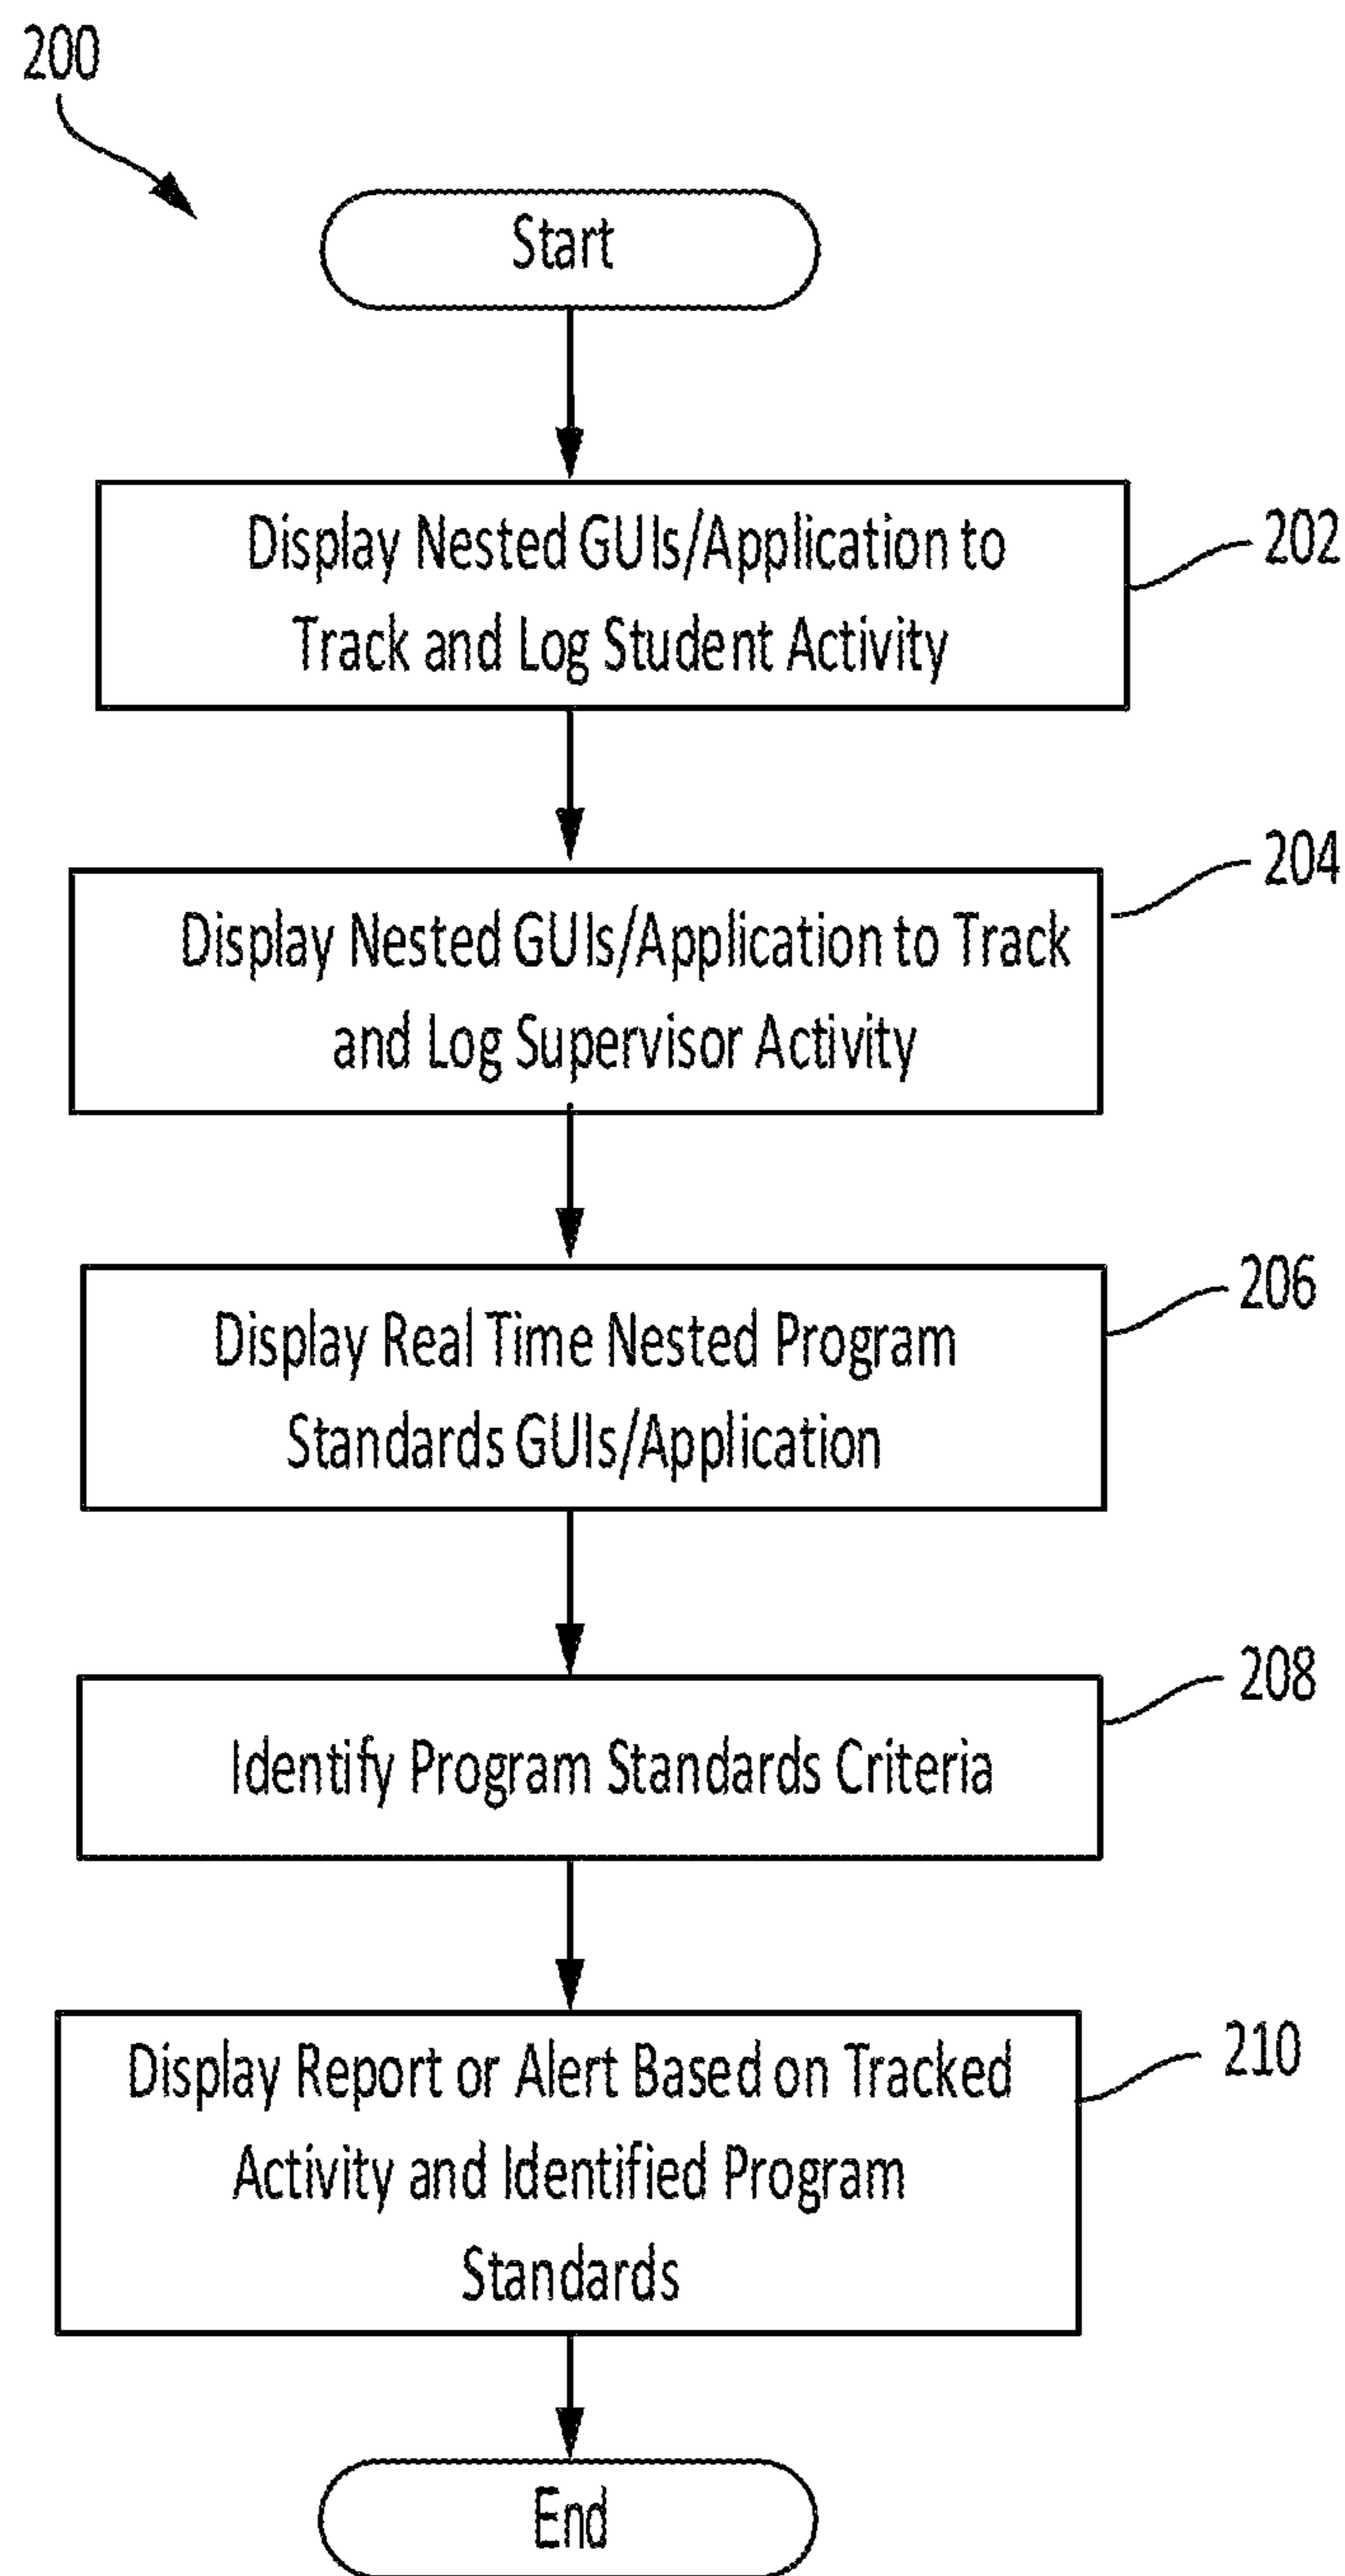 200
Start
Display Nested GUIs/Application to
Track and Log Student Activity
202
Display Nested GUIs/Application to Track
and Log Supervisor Activity
204
Display Real Time Nested Program
Standards GUIs/Application
206
Identify Program Standards Criteria
208
Display Report or Alert Based on Tracked
Activity and Identified Program
Standards
210
End